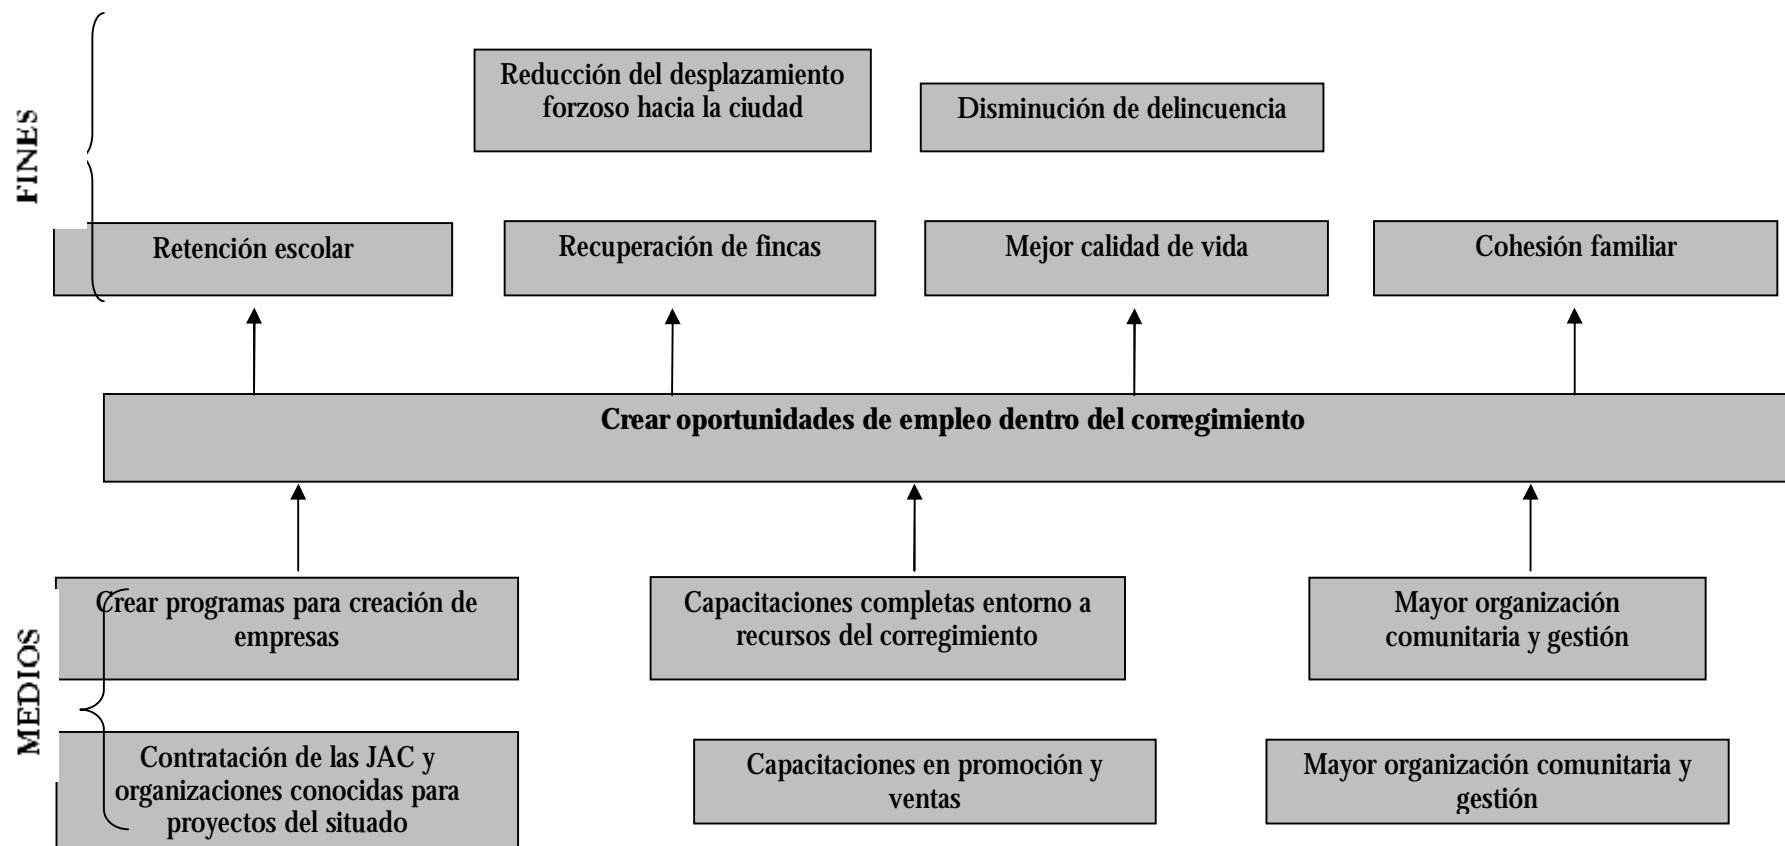 FINES
Reducción del desplazamiento
forzoso hacia la ciudad
Disminución de delincuencia
Retención escolar
Recuperación de fincas
Mejor calidad de vida
Cohesión familiar
Crear oportunidades de empleo dentro del corregimiento
MEDIOS
Crear programas para creación de
empresas
Capacitaciones completas entorno a
recursos del corregimiento
Mayor organización
comunitaria y gestión
Contratación de las JAC y
organizaciones conocidas para
proyectos del situado
Capacitaciones en promoción y
ventas
Mayor organización comunitaria y
gestión